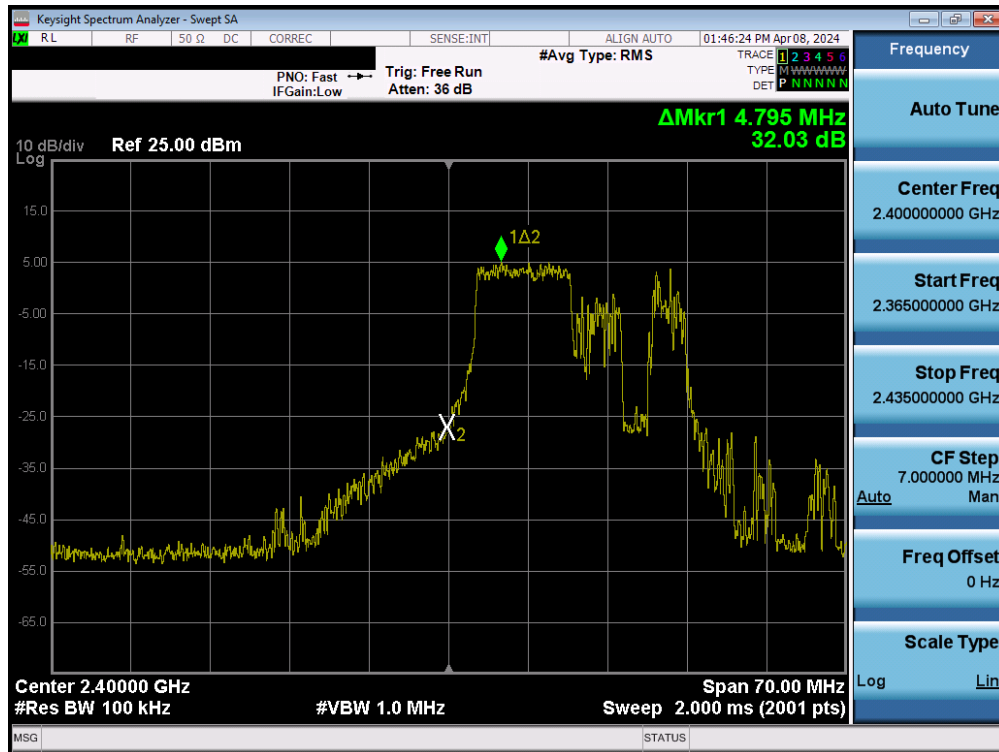 Keysight Spectrum Analyzer - Swept SA
LXI RL RF 50 Ω DC CORREC SENSE:INT ALIGN AUTO 01:46:24 PM Apr 08, 2024
PNO: Fast Trig: Free Run #Avg Type: RMS TRACE 1 2 3 4 5 6
IFGain:Low Atten: 36 dB TYPE M WWWWW
DET P N N N N N
ΔMkr1 4.795 MHz
32.03 dB
10 dB/div Ref 25.00 dBm
Log
15.0
5.00
-5.00
-15.0
-25.0
-35.0
-45.0
-55.0
-65.0
1Δ2
X2
Center 2.40000 GHz Span 70.00 MHz
#Res BW 100 kHz #VBW 1.0 MHz Sweep 2.000 ms (2001 pts)
MSG STATUS
Frequency
Auto Tune
Center Freq
2.400000000 GHz
Start Freq
2.365000000 GHz
Stop Freq
2.435000000 GHz
CF Step
7.000000 MHz
Auto Man
Freq Offset
0 Hz
Scale Type
Log Lin